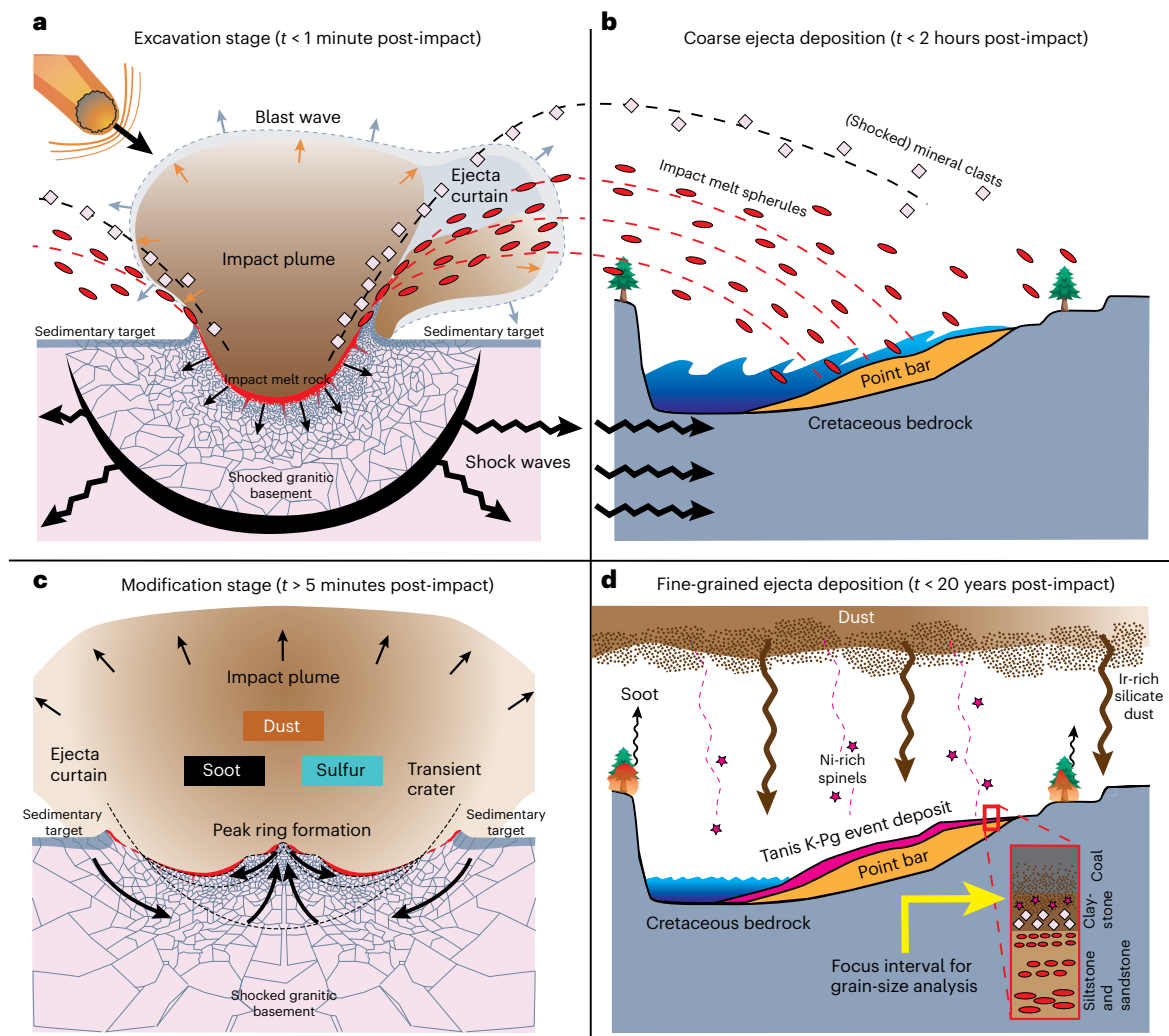 a
Excavation stage (t < 1 minute post-impact)
Blast wave
Ejecta
curtain
Impact plume
Sedimentary target
Sedimentary target
Impact melt rock
Shock waves
Shocked granitic
basement
b
Coarse ejecta deposition (t < 2 hours post-impact)
(Shocked) mineral clasts
Impact melt spherules
Point bar
Cretaceous bedrock
c
Modification stage (t > 5 minutes post-impact)
Impact plume
Dust
Soot
Sulfur
Ejecta
curtain
Transient
crater
Sedimentary
target
Peak ring formation
Sedimentary
target
Shocked granitic
basement
d
Fine-grained ejecta deposition (t < 20 years post-impact)
Dust
Soot
Ir-rich
silicate
dust
Ni-rich
spinels
Tanis K-Pg event deposit
Point bar
Cretaceous bedrock
Coal
Clay-
stone
Siltstone
and
sandstone
Focus interval for
grain-size analysis